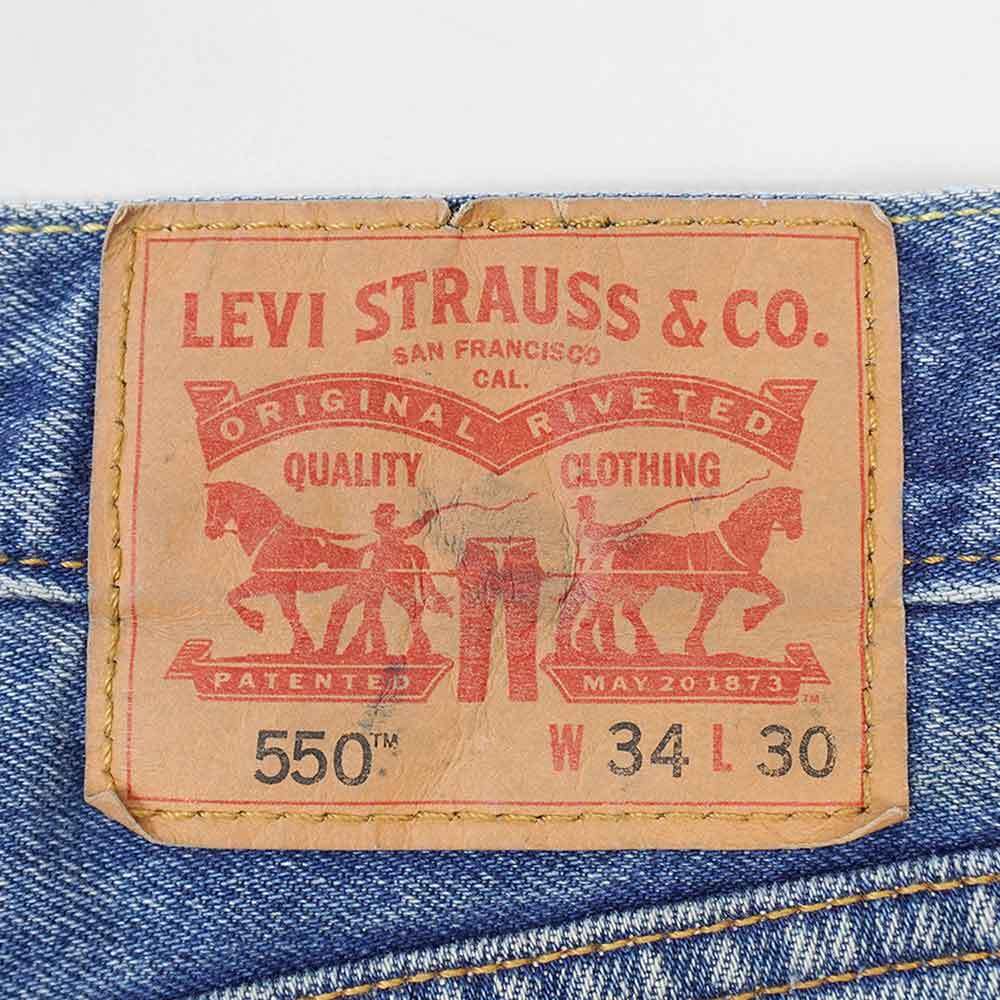 LEVI STRAUSS & CO.
SAN FRANCISCO
CAL.
ORIGINAL RIVETED
QUALITY CLOTHING
PATENTED MAY 20 1873 ™
550™ W 34 L 30